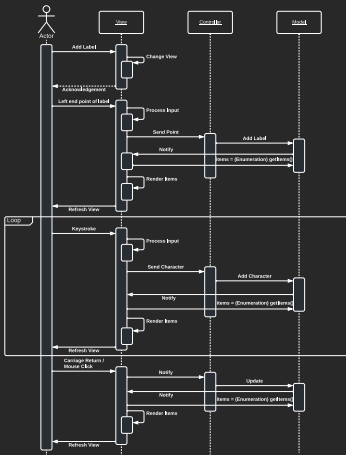 View
Controller
Model
Actor
Add Label
Change View
Acknowledgement
Left end point of label
Process Input
Send Point
Add Label
Notify
items = (Enumeration) getItems()
Render Items
Refresh View
Loop
Keystroke
Process Input
Send Character
Add Character
Notify
items = (Enumeration) getItems()
Render Items
Refresh View
Carriage Return /
Mouse Click
Notify
Update
Notify
items = (Enumeration) getItems()
Render Items
Refresh View